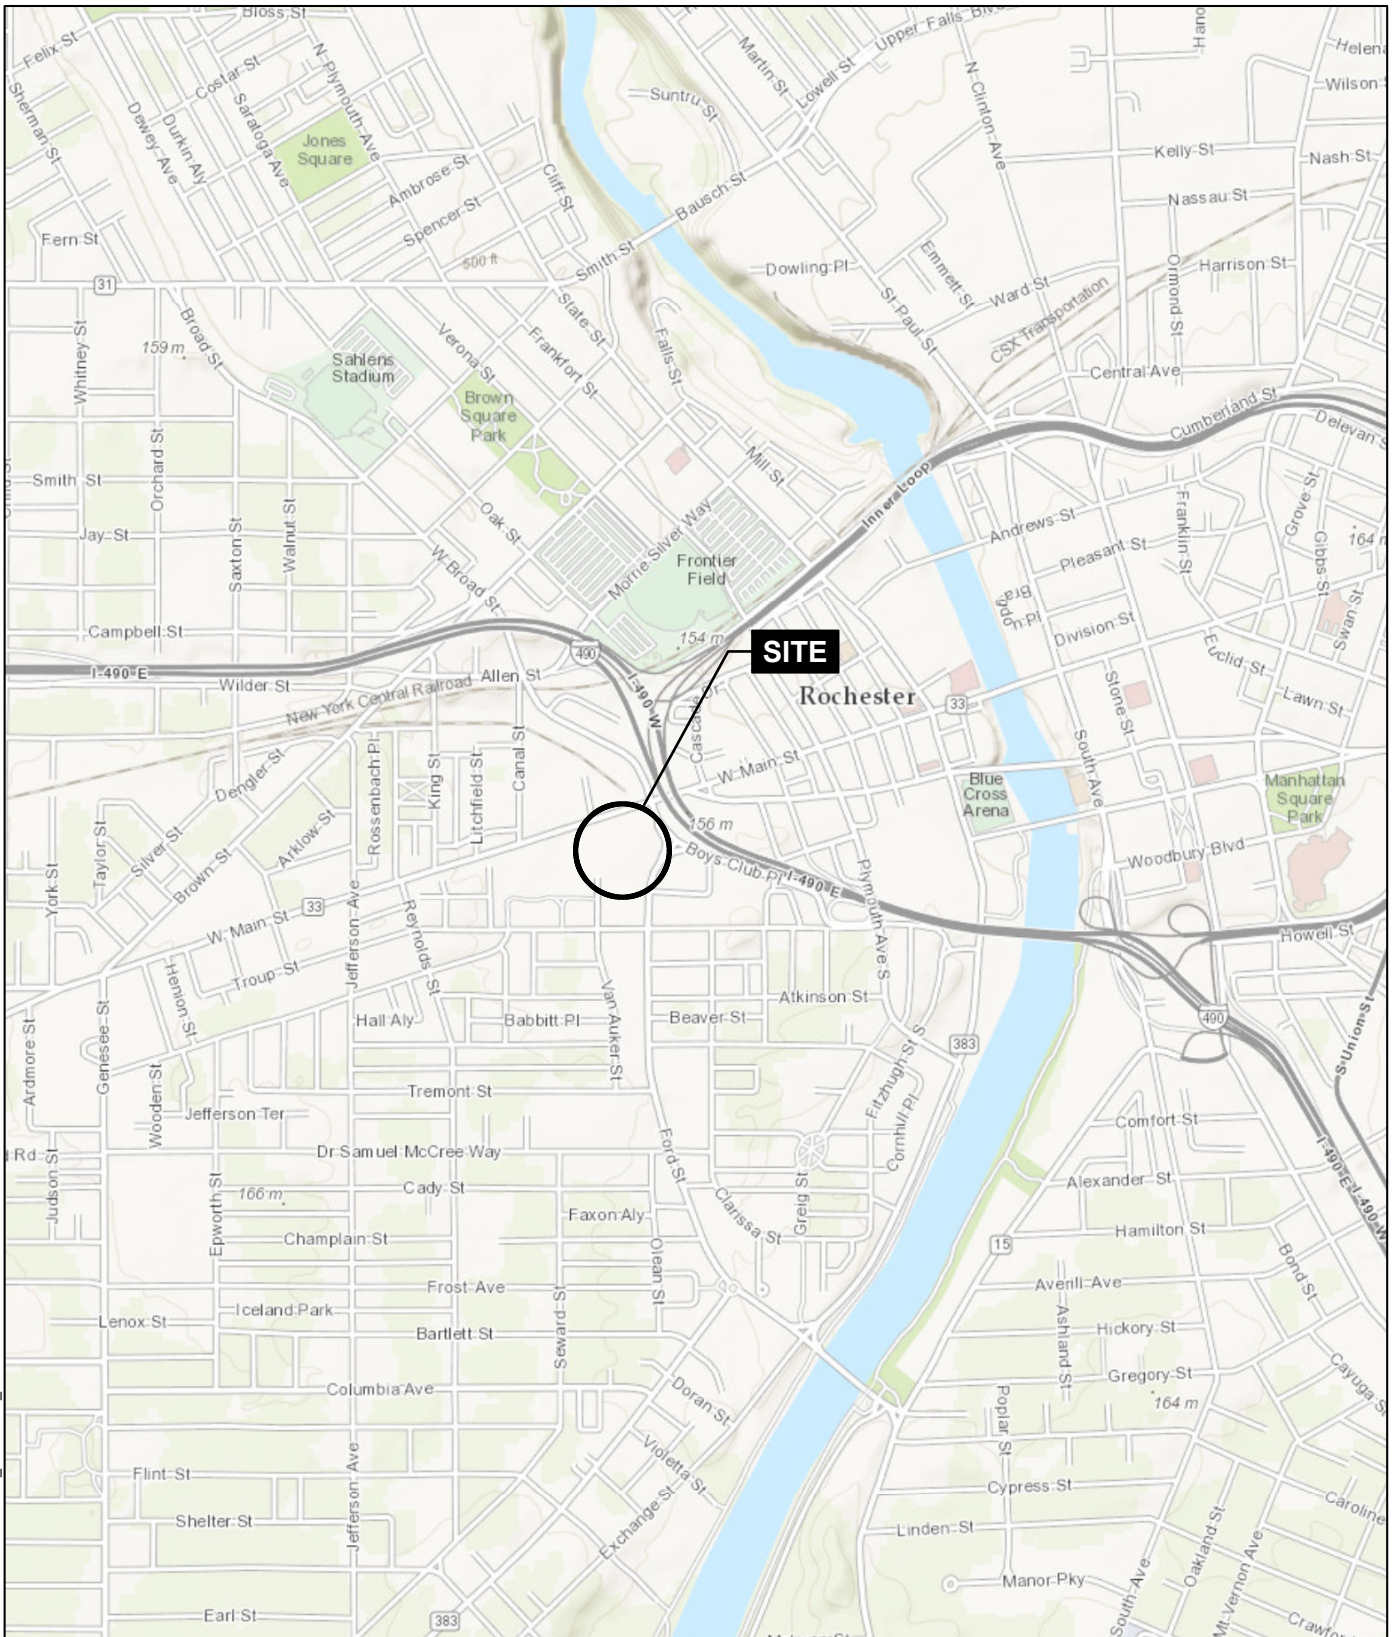 Bloss St
Felix St
Costar St
N Plymouth Ave
Martin St
Lowell St
Upper Falls Blv
N Clinton Ave
Hano
Helena
Wilson
Sherman St
Dewey Ave
Durkin Aly
Saratoga Ave
Jones
Square
Suntru St
Kelly St
Nash St
Ambrose St
Cliff St
Bausch St
Nassau St
Spencer St
Fern St
500 ft
Smith St
Dowling Pl
Emmett St
Ormond St
Harrison St
31
State St
St Paul St
Ward St
CSX Transportation
Whitney St
159 m
Broad St
Sahlens
Stadium
Verona St
Frankfort St
Falls St
Central Ave
Brown
Square
Park
Cumberland St
Delevan S
Smith St
Orchard St
Mill St
Inner Loop
Grove St
Jay St
Saxton St
Walnut St
Oak St
Morrie Silver Way
Andrews St
Franklin St
Gibbs St
164 m
W Broad St
Frontier
Field
Pleasant St
Swan St
Campbell St
490
154 m
SITE
Division St
Euclid St
I-490 E
Wilder St
New York Central Railroad
Allen St
I-490 W
Cascade Dr
Rochester
33
Stone St
Lawn St
Dengler St
Rossenbach Pl
King St
Litchfield St
Canal St
W Main St
Blue
Cross
Arena
South Ave
Manhattan
Square
Park
York St
Taylor St
Silver St
Brown St
Arklow St
156 m
Boys Club Pl
I-490 E
Plymouth Ave S
Woodbury Blvd
W Main St
33
Jefferson Ave
Reynolds St
Howell St
Troup St
Henion St
Van Auker St
Atkinson St
Ardmore St
Genesee St
Hall Aly
Babbitt Pl
Beaver St
383
490
S Union St
Wooden St
Tremont St
Fitzhugh St S
Cornhill Pl
Jefferson Ter
Comfort St
Rd
Judson St
Dr Samuel McCree Way
Ford St
I-490 E
I-490 W
Epworth St
166 m
Cady St
Clarissa St
Greig St
Alexander St
Faxon Aly
Hamilton St
Champlain St
Olean St
15
Bond St
Frost Ave
Averill Ave
Iceland Park
Seward St
Ashland St
Lenox St
Bartlett St
Hickory St
Columbia Ave
Doran St
Gregory St
Cayuga S
164 m
Poplar St
Flint St
Jefferson Ave
Violetta St
Cypress St
Caroline
Shelter St
Exchange St
Linden St
Oakland St
Manor Pky
South Ave
Mt Vernon Ave
Earl St
383
Crawfor